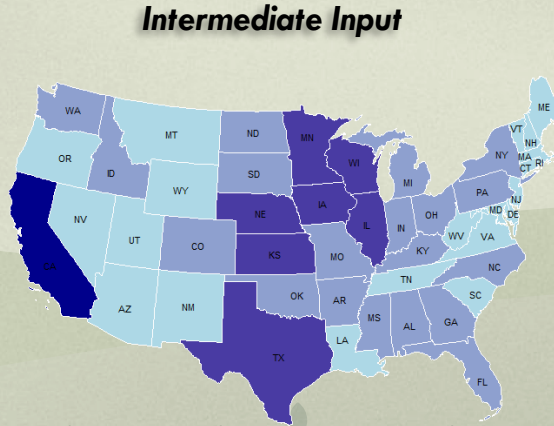 Intermediate Input
WA
MT
ND
MN
ME
VT
NH
OR
ID
SD
WI
NY
MA
CT
RI
WY
MI
NV
NE
IA
PA
NJ
UT
CO
IL
IN
OH
MD
DE
CA
KS
MO
KY
WV
VA
AZ
NM
OK
AR
TN
NC
SC
TX
LA
MS
AL
GA
FL